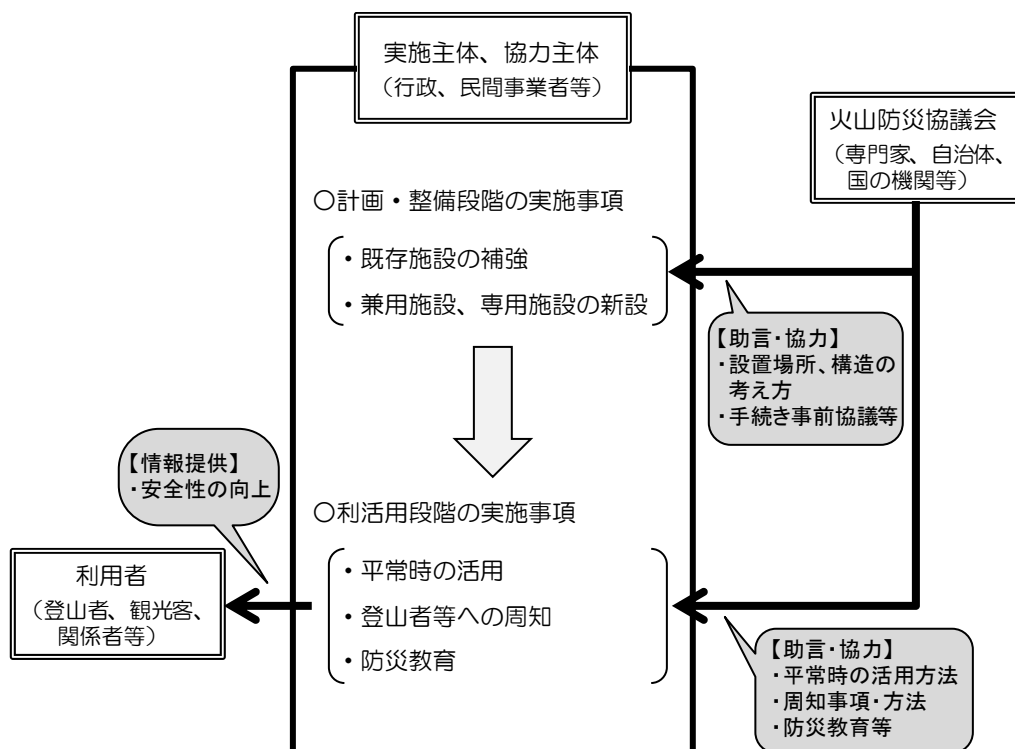 実施主体、協力主体
（行政、民間事業者等）
火山防災協議会
（専門家、自治体、
国の機関等）
〇計画・整備段階の実施事項
・既存施設の補強
・兼用施設、専用施設の新設
【助言・協力】
・設置場所、構造の
考え方
・手続き事前協議等
【情報提供】
・安全性の向上
〇利活用段階の実施事項
・平常時の活用
・登山者等への周知
・防災教育
利用者
（登山者、観光客、
関係者等）
【助言・協力】
・平常時の活用方法
・周知事項・方法
・防災教育等